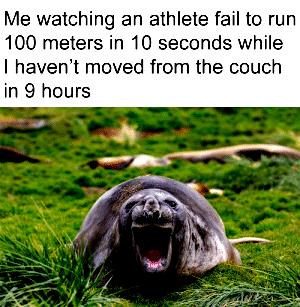 Me watching an athlete fail to run
100 meters in 10 seconds while
I haven't moved from the couch
in 9 hours